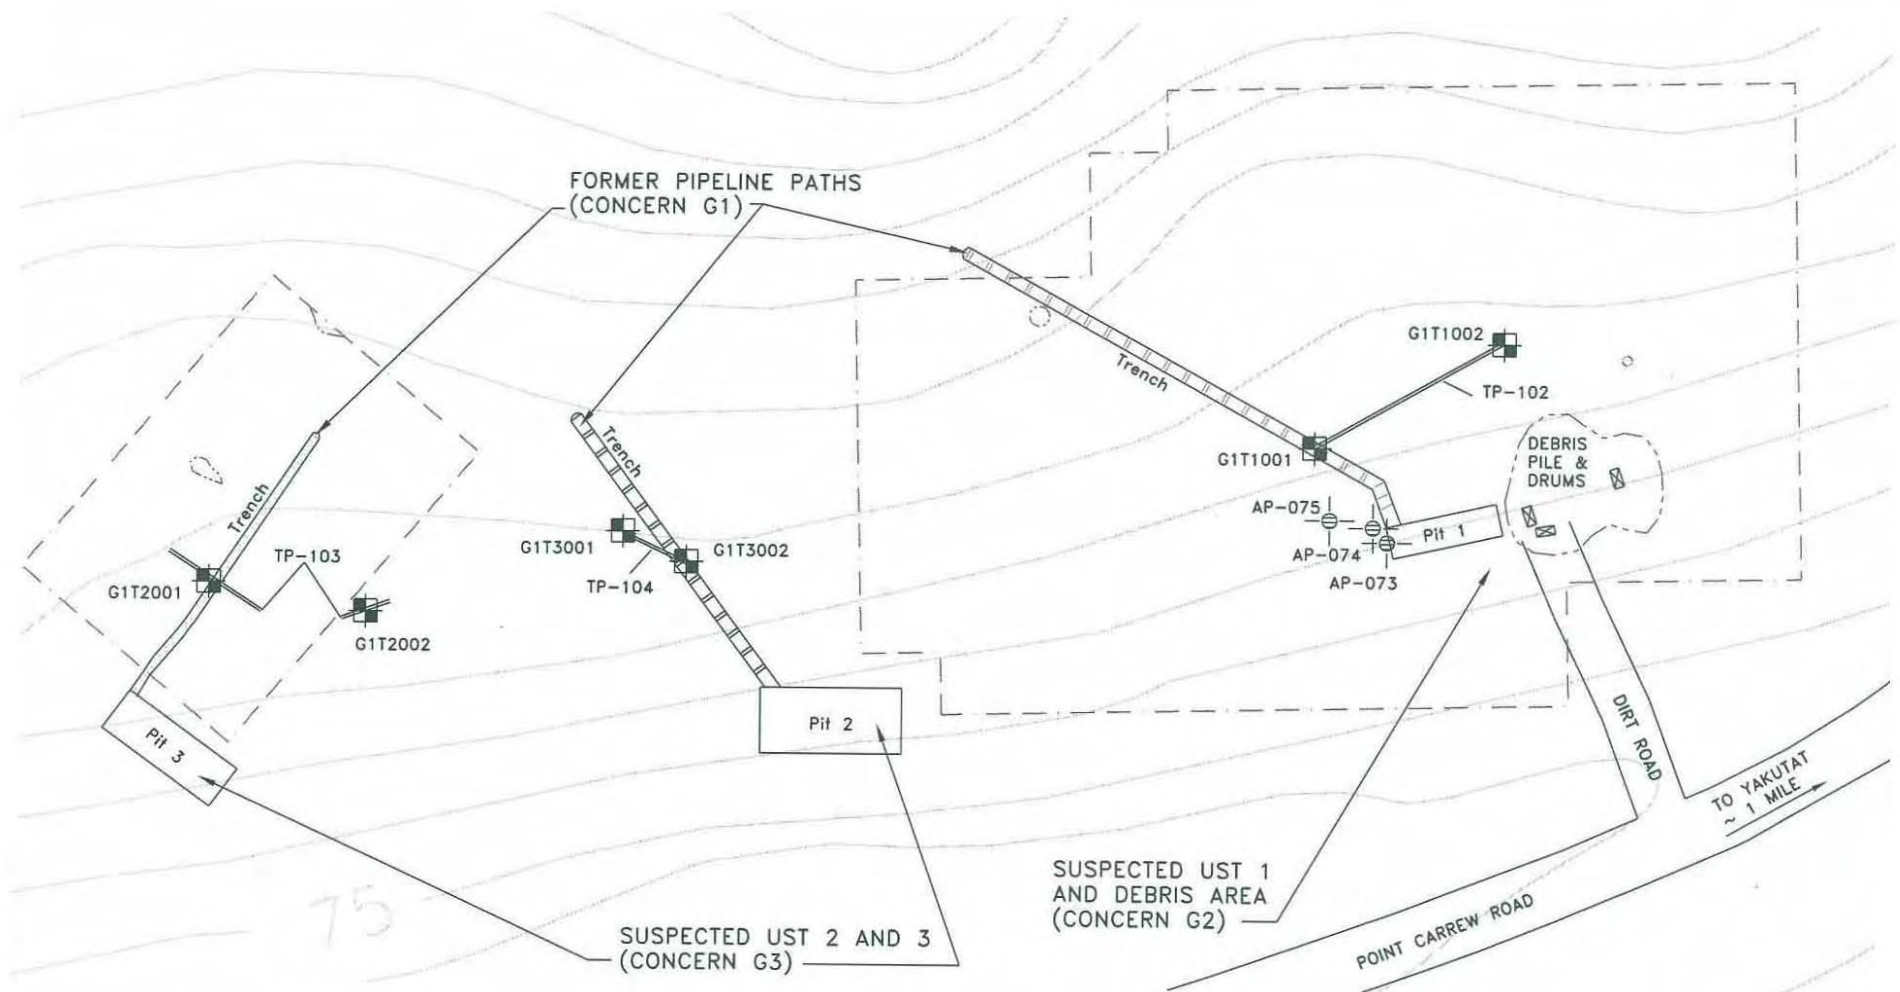 FORMER PIPELINE PATHS
(CONCERN G1)
G1T1002
Trench
TP-102
G1T1001
DEBRIS
PILE &
DRUMS
Trench
Trench
AP-075
Pit 1
G1T3001
G1T3002
TP-103
AP-074
TP-104
AP-073
G1T2001
G1T2002
Pit 2
Pit 3
DIRT ROAD
TO YAKUTAT
~ 1 MILE
SUSPECTED UST 1
AND DEBRIS AREA
(CONCERN G2)
75
SUSPECTED UST 2 AND 3
(CONCERN G3)
POINT CARREW ROAD